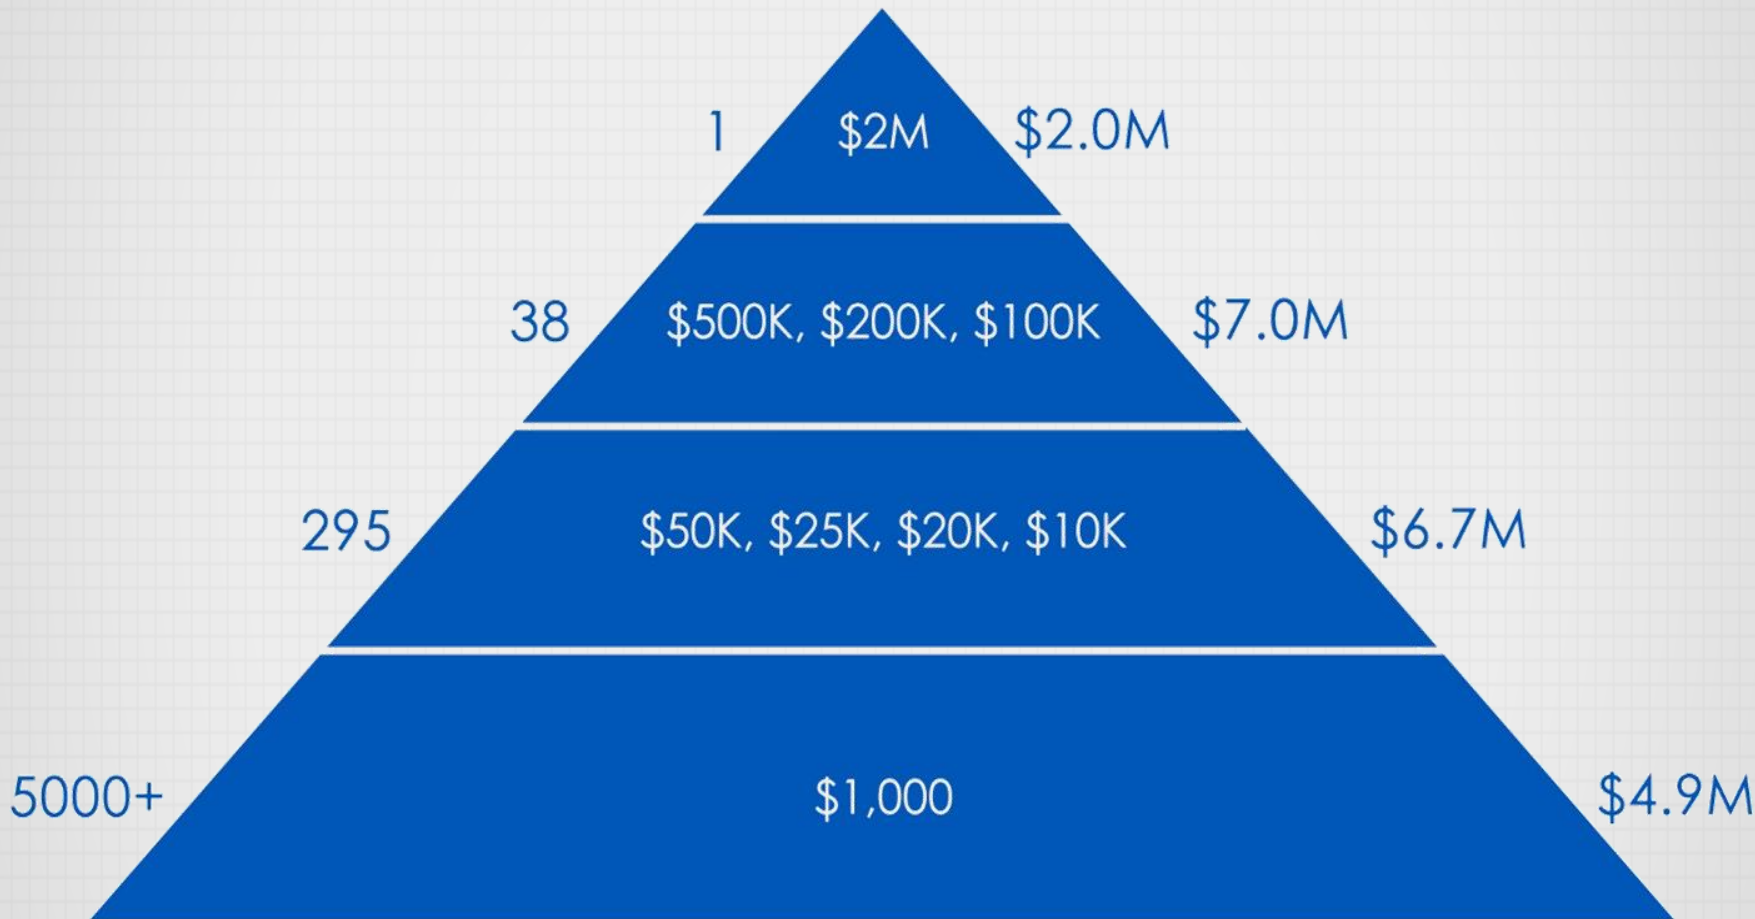 1 $2M $2.0M
38 $500K, $200K, $100K $7.0M
295 $50K, $25K, $20K, $10K $6.7M
5000+ $1,000 $4.9M